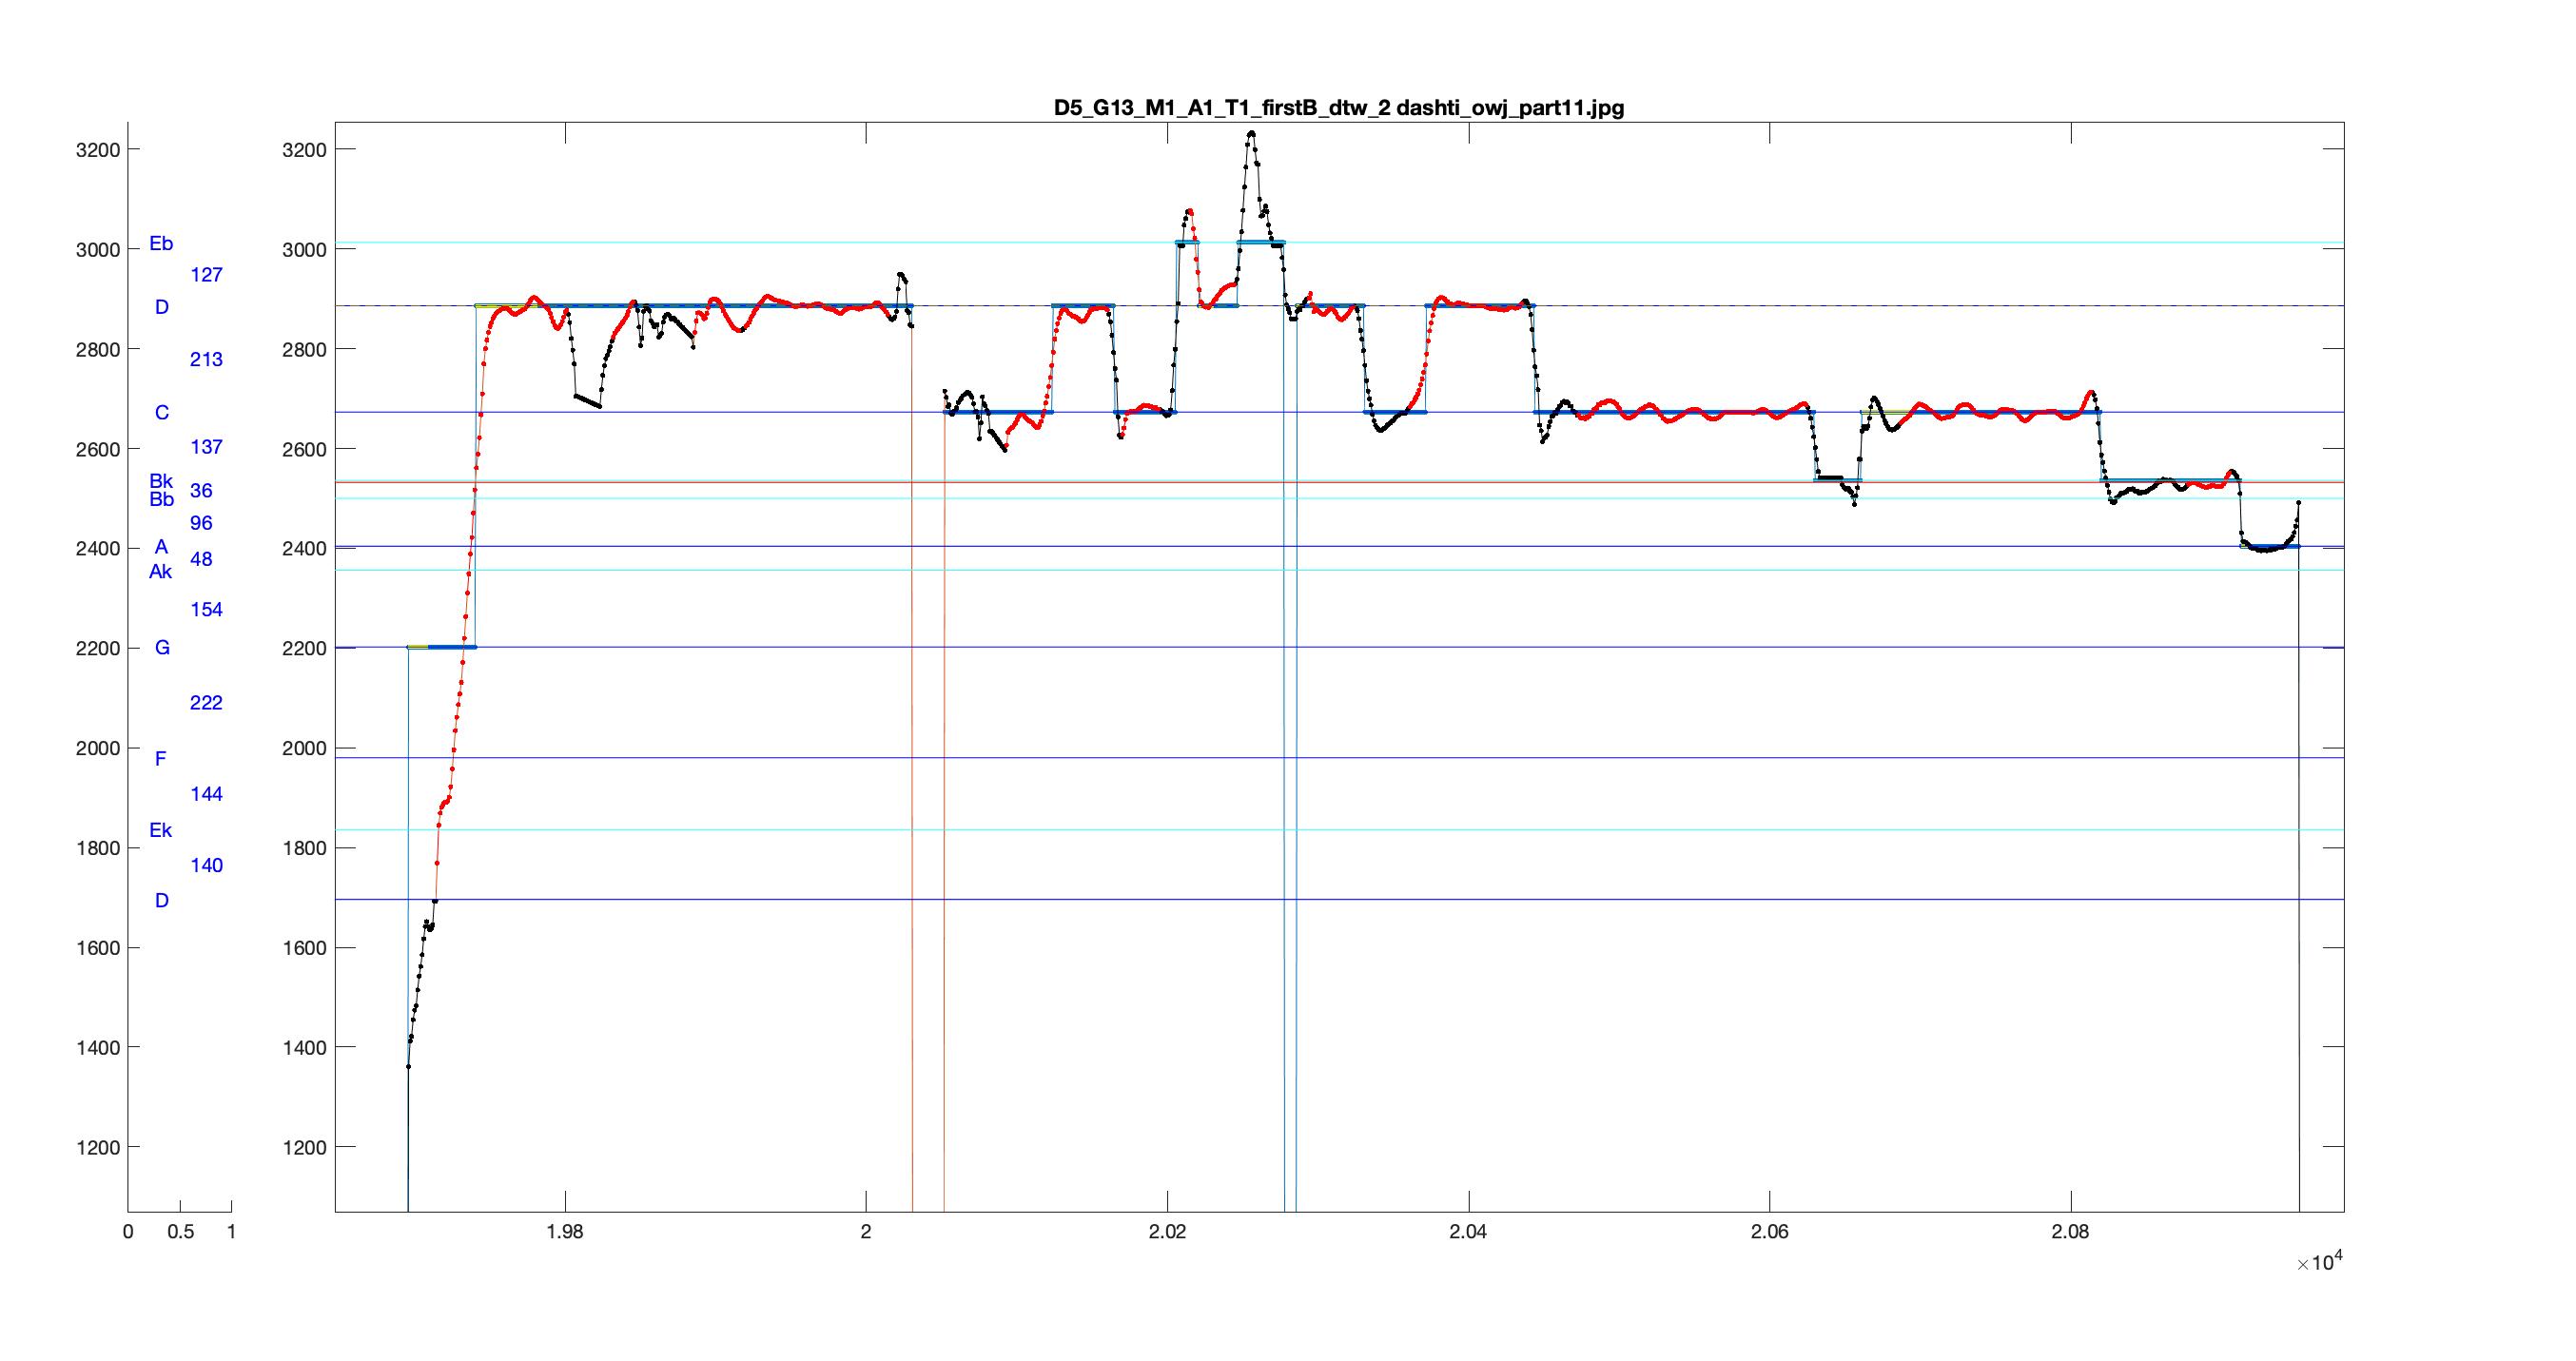 D5_G13_M1_A1_T1_firstB_dtw_2 dashti_owj_part11.jpg
3200 3200
3000 Eb 3000
127
D
2800 213 2800
C
137
2600 2600
Bk
36
Bb
96
2400 A 2400
48
Ak
154
2200 G 2200
222
2000 F 2000
144
Ek
1800 140 1800
D
1600 1600
1400 1400
1200 1200
0 0.5 1 1.98 2 2.02 2.04 2.06 2.08
×10⁴